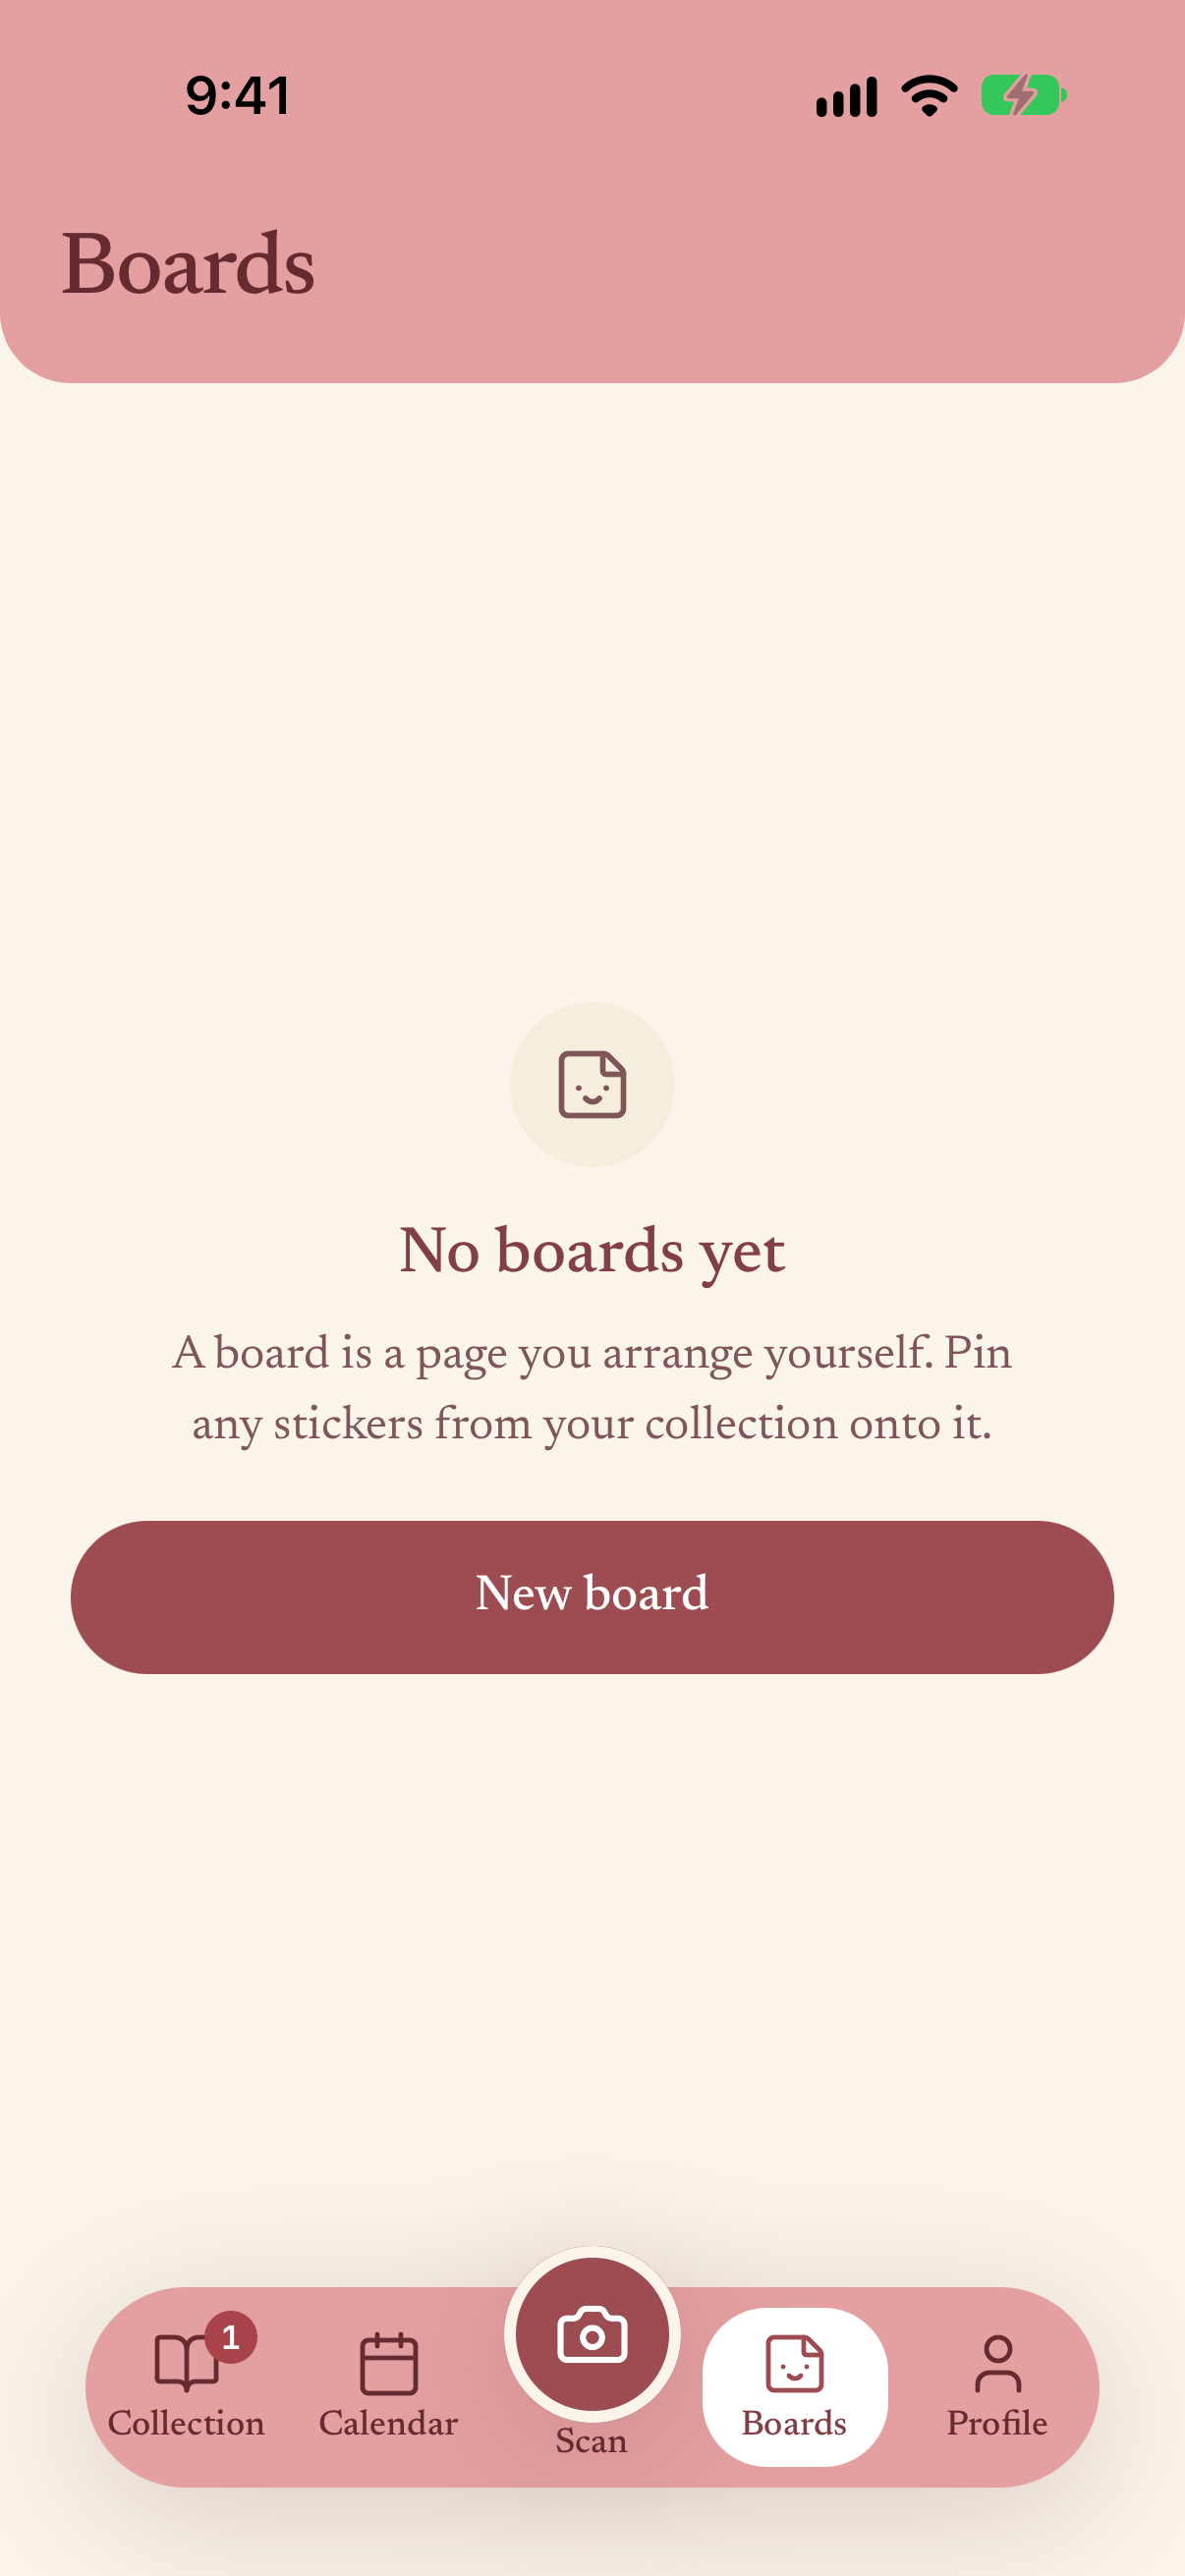 9:41
Boards
No boards yet
A board is a page you arrange yourself. Pin
any stickers from your collection onto it.
New board
1
Collection
Calendar
Scan
Boards
Profile